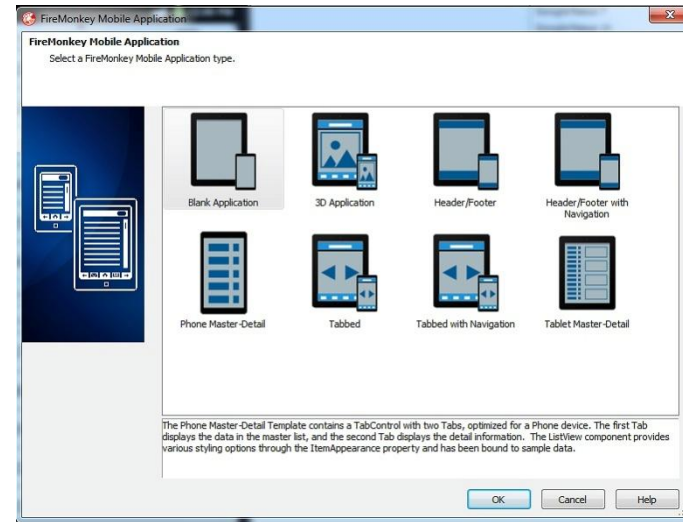 FireMonkey Mobile Application
FireMonkey Mobile Application
Select a FireMonkey Mobile Application type.
Blank Application
3D Application
Header/Footer
Header/Footer with
Navigation
Phone Master-Detail
Tabbed
Tabbed with Navigation
Tablet Master-Detail
The Phone Master-Detail Template contains a TabControl with two Tabs, optimized for a Phone device. The first Tab
displays the data in the master list, and the second Tab displays the detail information. The ListView component provides
various styling options through the ItemAppearance property and has been bound to sample data.
OK
Cancel
Help